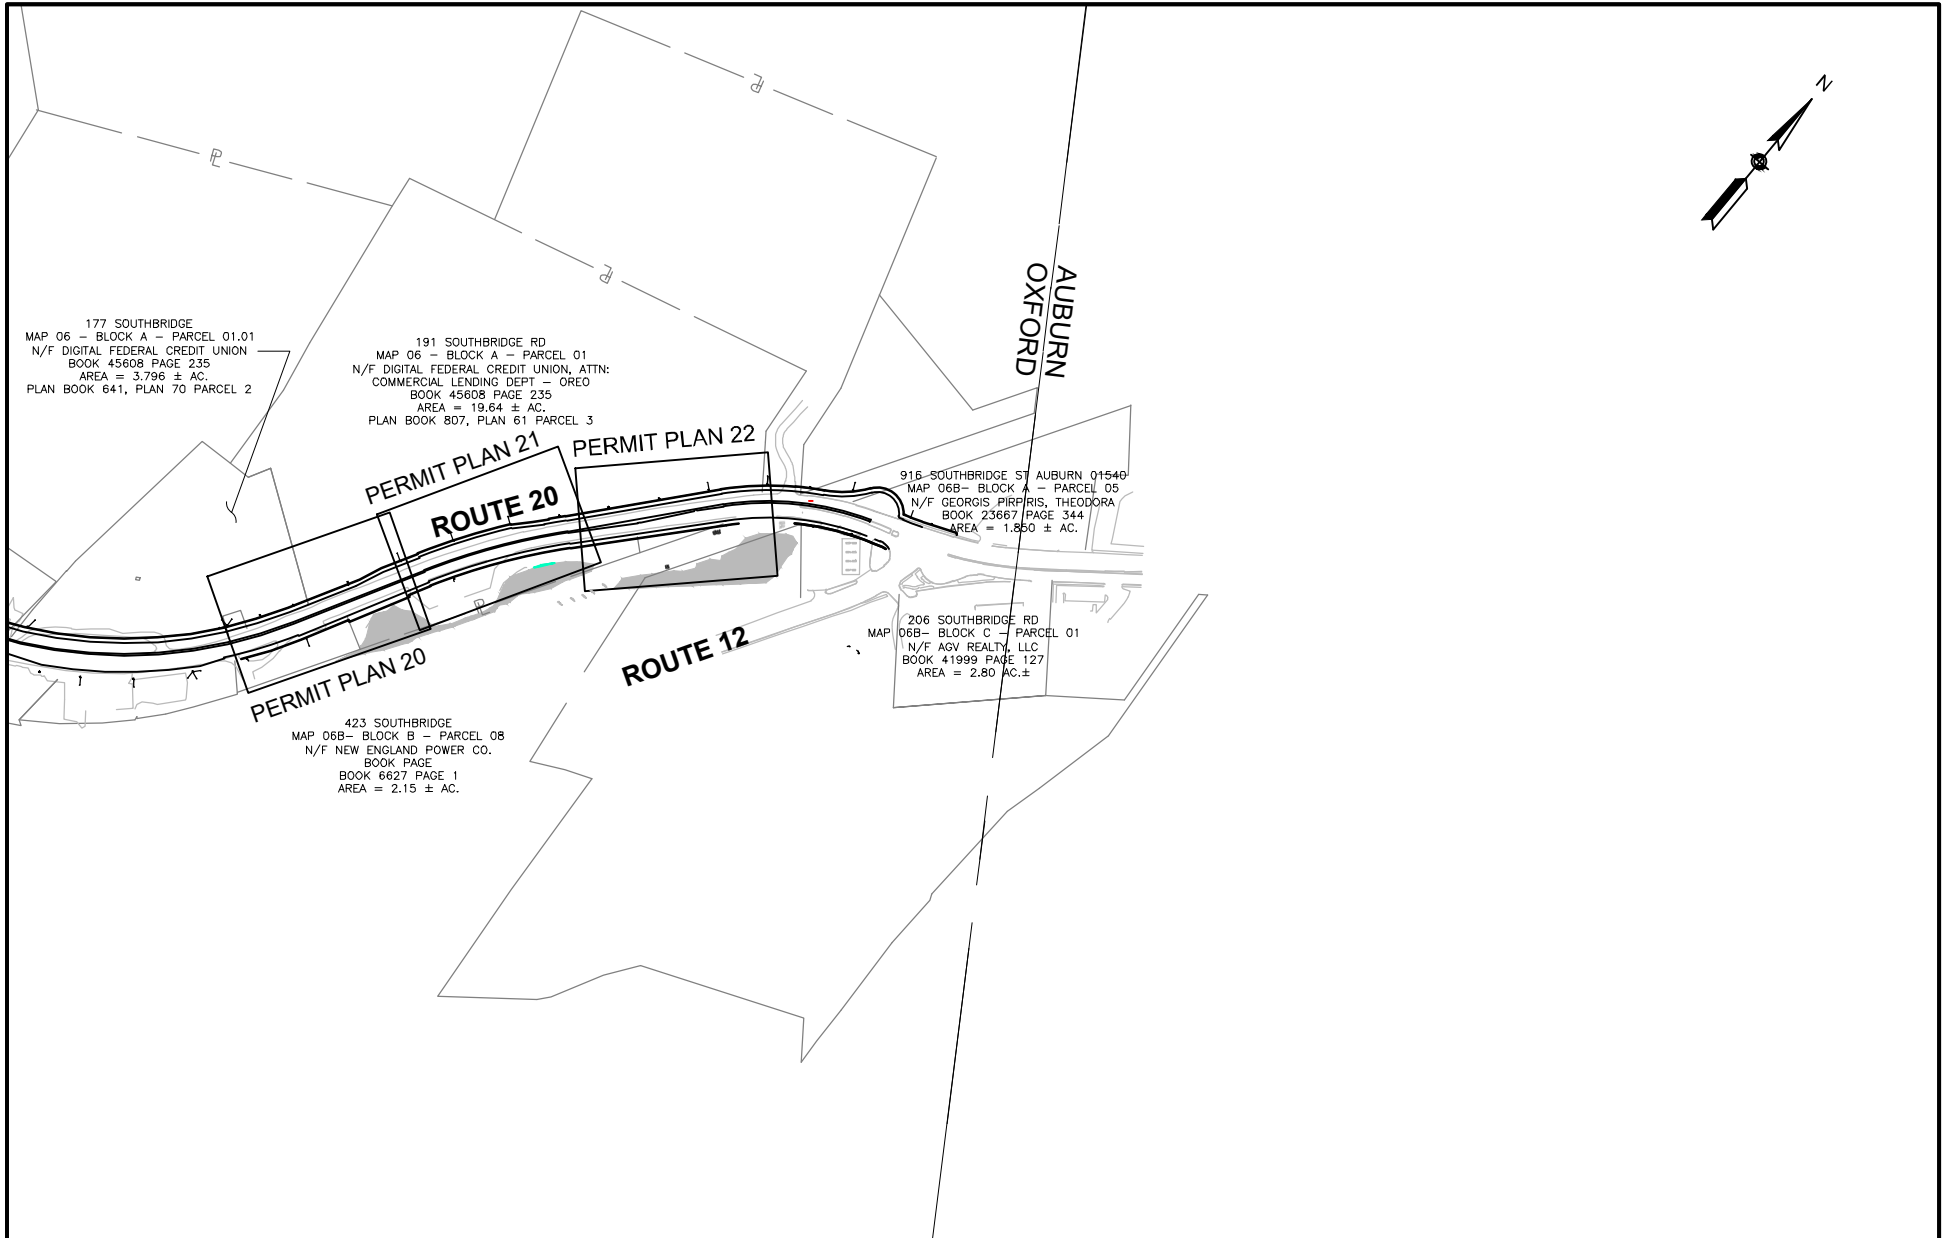 N
PL
PL
PL
AUBURN
OXFORD
177 SOUTHBRIDGE
MAP 06 - BLOCK A - PARCEL 01.01
N/F DIGITAL FEDERAL CREDIT UNION
BOOK 45608 PAGE 235
AREA = 3.796 ± AC.
PLAN BOOK 641, PLAN 70 PARCEL 2
191 SOUTHBRIDGE RD
MAP 06 - BLOCK A - PARCEL 01
N/F DIGITAL FEDERAL CREDIT UNION, ATTN:
COMMERCIAL LENDING DEPT - OREO
BOOK 45608 PAGE 235
AREA = 19.64 ± AC.
PLAN BOOK 807, PLAN 61 PARCEL 3
PERMIT PLAN 21
PERMIT PLAN 22
ROUTE 20
916 SOUTHBRIDGE ST AUBURN 01540
MAP 06B- BLOCK A - PARCEL 05
N/F GEORGIS PIRPIRIS, THEODORA
BOOK 23667 PAGE 344
AREA = 1.850 ± AC.
PL
ROUTE 12
206 SOUTHBRIDGE RD
MAP 06B- BLOCK C - PARCEL 01
N/F AGV REALTY, LLC
BOOK 41999 PAGE 127
AREA = 2.80 AC.±
PERMIT PLAN 20
423 SOUTHBRIDGE
MAP 06B- BLOCK B - PARCEL 08
N/F NEW ENGLAND POWER CO.
BOOK PAGE
BOOK 6627 PAGE 1
AREA = 2.15 ± AC.